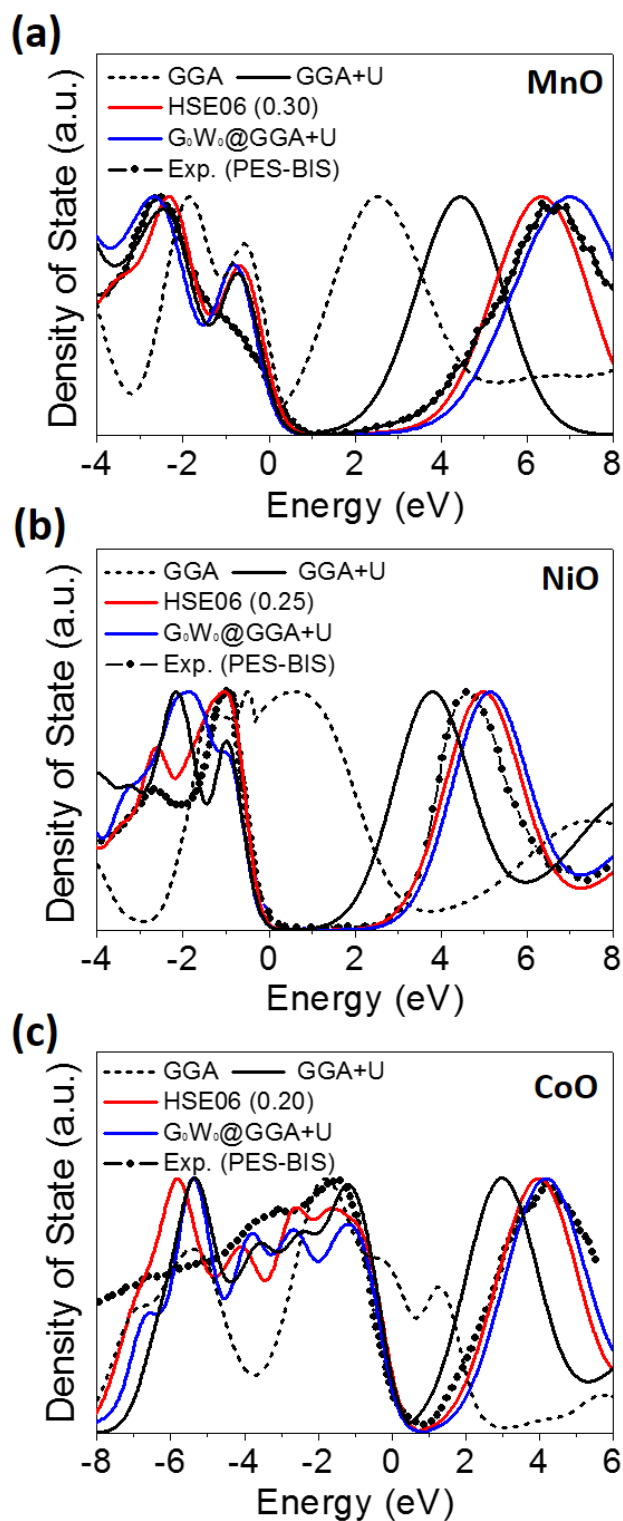 (a)
GGA GGA+U MnO
HSE06 (0.30)
G₀W₀@GGA+U
Exp. (PES-BIS)
Density of State (a.u.)
-4 -2 0 2 4 6 8
Energy (eV)
(b)
GGA GGA+U NiO
HSE06 (0.25)
G₀W₀@GGA+U
Exp. (PES-BIS)
Density of State (a.u.)
-4 -2 0 2 4 6 8
Energy (eV)
(c)
GGA GGA+U CoO
HSE06 (0.20)
G₀W₀@GGA+U
Exp. (PES-BIS)
Density of State (a.u.)
-8 -6 -4 -2 0 2 4 6
Energy (eV)